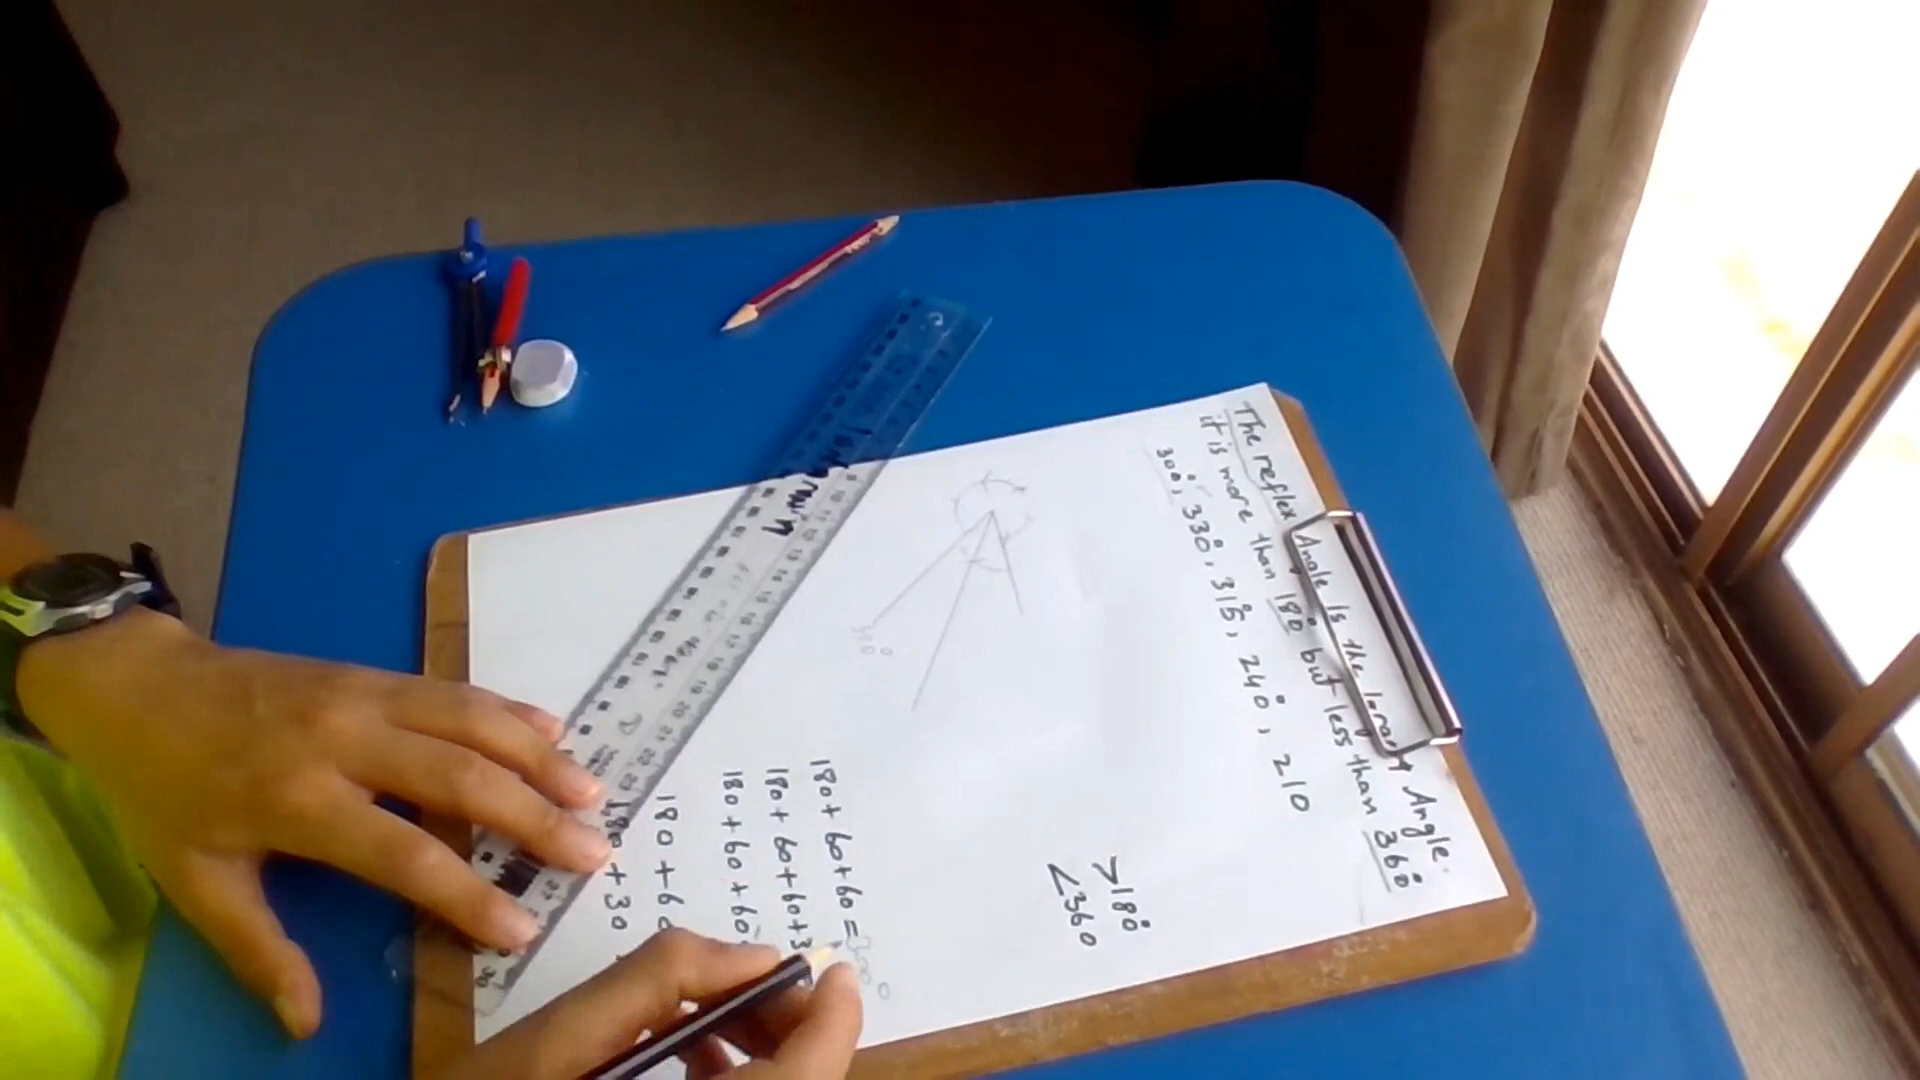 The reflex Angle is the largest Angle.
it is more than 180° but less than 360°
300°, 330°, 315°, 240°, 210
>180°
<360
180 + 60 + 60 = 300°
180 + 60 + 60 + 3
180 + 60 + 60
180 + 60
180 + 30